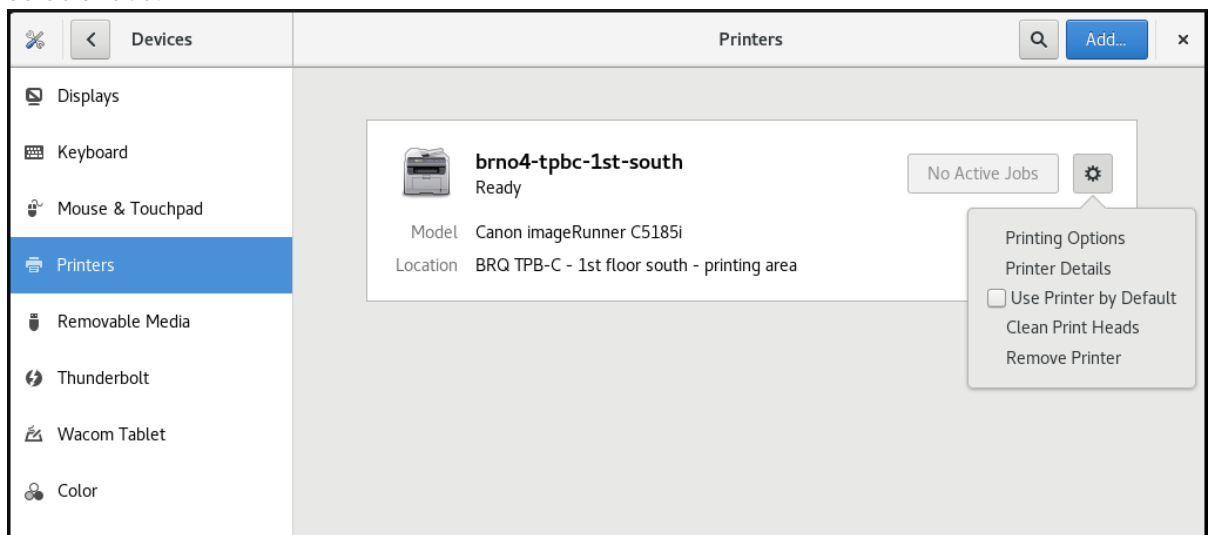 Devices
Printers
Add...
Displays
Keyboard
Mouse & Touchpad
Printers
Removable Media
Thunderbolt
Wacom Tablet
Color
brno4-tpbc-1st-south
Ready
No Active Jobs
Model Canon imageRunner C5185i
Location BRQ TPB-C - 1st floor south - printing area
Printing Options
Printer Details
Use Printer by Default
Clean Print Heads
Remove Printer